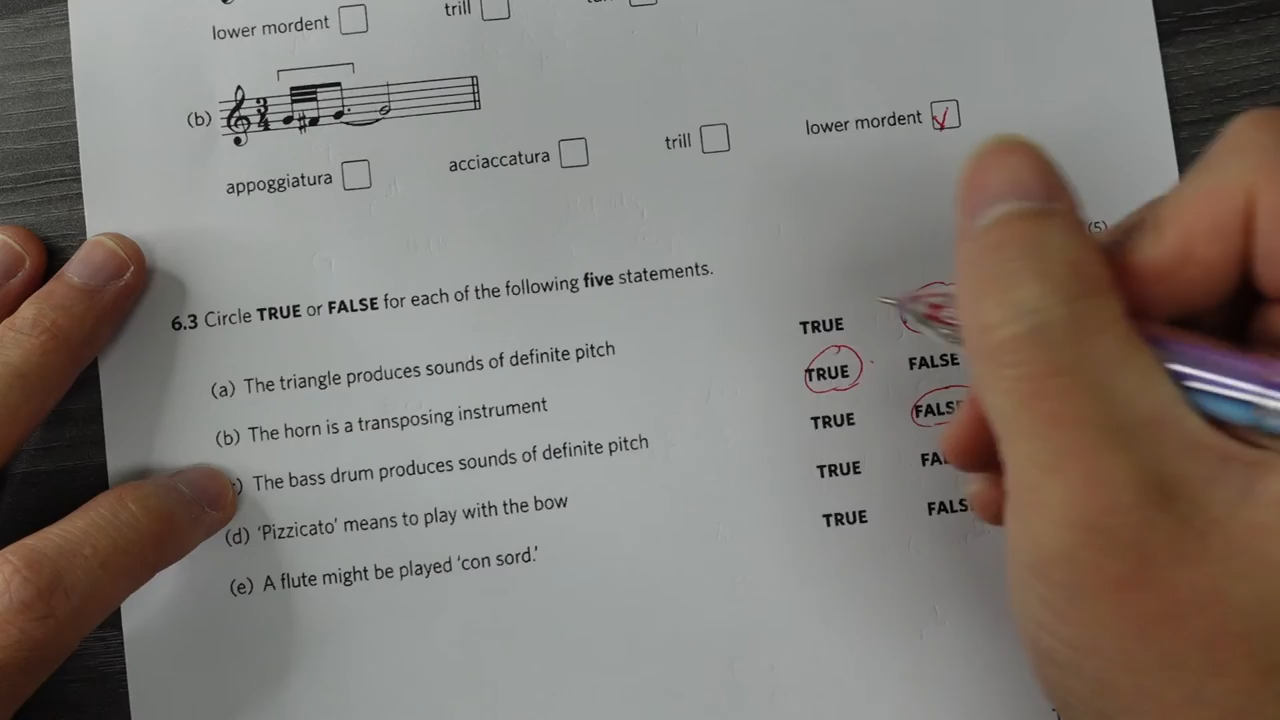 lower mordent trill
(b)
appoggiatura acciaccatura trill lower mordent
(5)
6.3 Circle TRUE or FALSE for each of the following five statements.
(a) The triangle produces sounds of definite pitch TRUE
(b) The horn is a transposing instrument TRUE FALSE
The bass drum produces sounds of definite pitch TRUE FALSE
(d) 'Pizzicato' means to play with the bow TRUE
(e) A flute might be played 'con sord.' TRUE FALS